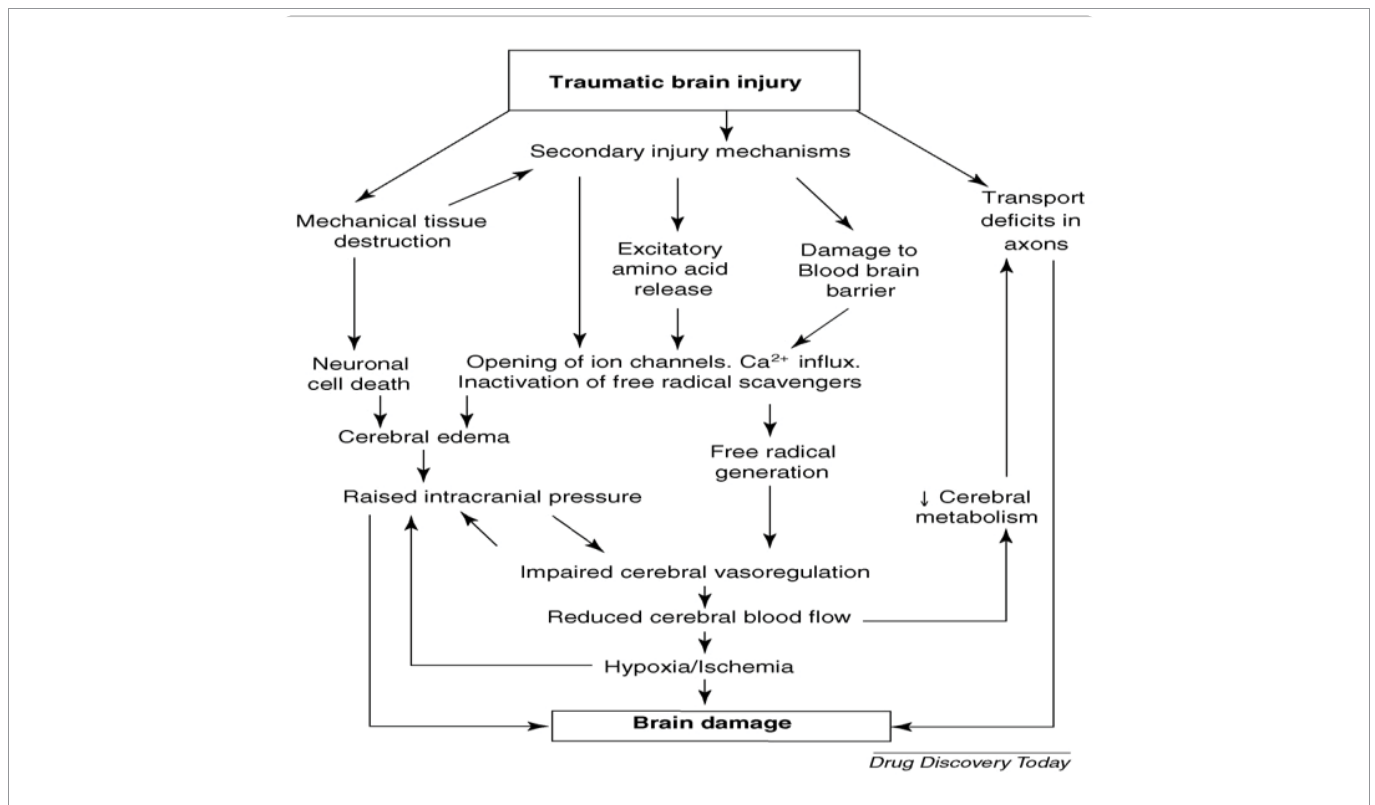 Traumatic brain injury
Secondary injury mechanisms
Mechanical tissue
destruction
Excitatory
amino acid
release
Damage to
Blood brain
barrier
Transport
deficits in
axons
Neuronal
cell death
Opening of ion channels. Ca²⁺ influx.
Inactivation of free radical scavengers
Cerebral edema
Free radical
generation
Raised intracranial pressure
↓ Cerebral
metabolism
Impaired cerebral vasoregulation
Reduced cerebral blood flow
Hypoxia/Ischemia
Brain damage
Drug Discovery Today